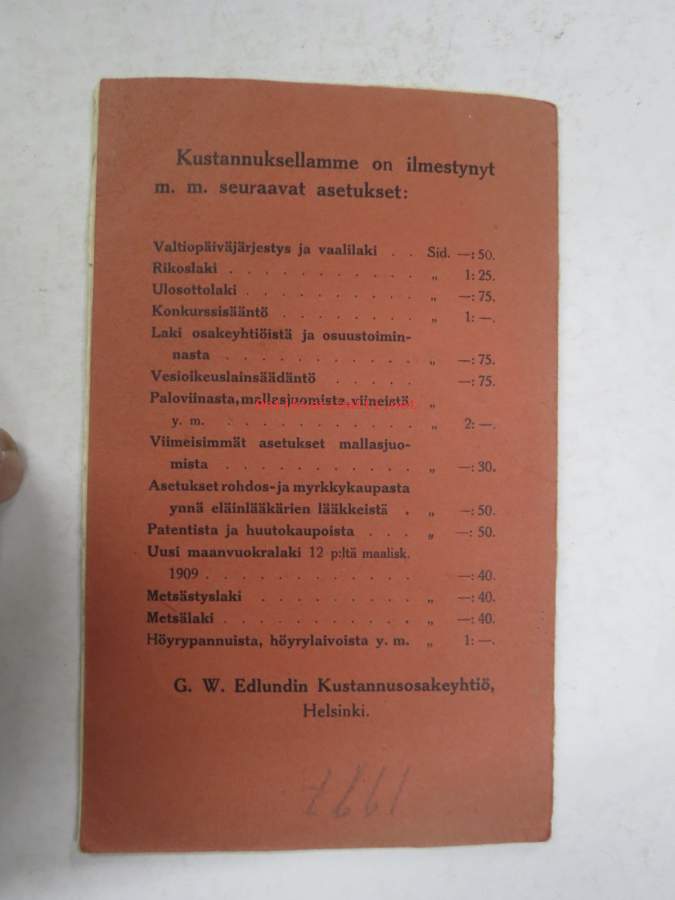 Kustannuksellamme on ilmestynyt
m. m. seuraavat asetukset:
Valtiopäiväjärjestys ja vaalilaki . . Sid. —: 50.
Rikoslaki . . . . . . . . . . „ 1: 25.
Ulosottolaki . . . . . . . . . „ —: 75.
Konkurssisääntö . . . . . . . „ 1: —.
Laki osakeyhtiöistä ja osuustoimin-
nasta . . . . . . . . . . „ —: 75.
Vesioikeuslainsäädäntö . . . . . —: 75.
Paloviinasta, mallasjuomista, viineistä „
y. m. . . . . . . . . . . „ 2: —.
Viimeisimmät asetukset mallasjuo-
mista . . . . . . . . . . „ —: 30.
Asetukset rohdos- ja myrkkykaupasta
ynnä eläinlääkärien lääkkeistä . „ —: 50.
Patentista ja huutokaupoista . . . „ —: 50.
Uusi maanvuokralaki 12 p:ltä maalisk.
1909 . . . . . . . . . . . —: 40.
Metsästyslaki . . . . . . . . „ —: 40.
Metsälaki . . . . . . . . . . „ —: 40.
Höyrypannuista, höyrylaivoista y. m. „ 1: —.
G. W. Edlundin Kustannusosakeyhtiö,
Helsinki.